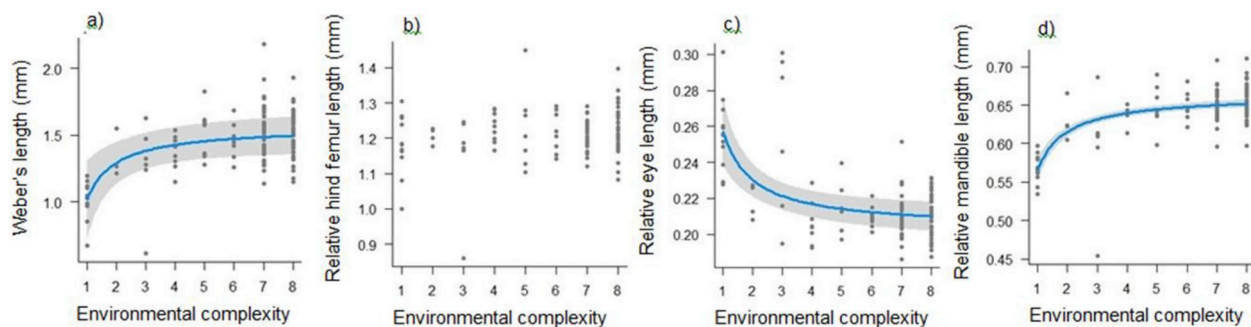 a)
Weber's length (mm)
2.0
1.5
1.0
1 2 3 4 5 6 7 8
Environmental complexity
b)
Relative hind femur length (mm)
1.4
1.3
1.2
1.1
1.0
0.9
1 2 3 4 5 6 7 8
Environmental complexity
c)
Relative eye length (mm)
0.30
0.28
0.26
0.24
0.22
0.20
1 2 3 4 5 6 7 8
Environmental complexity
d)
Relative mandible length (mm)
0.70
0.65
0.60
0.55
0.50
0.45
1 2 3 4 5 6 7 8
Environmental complexity